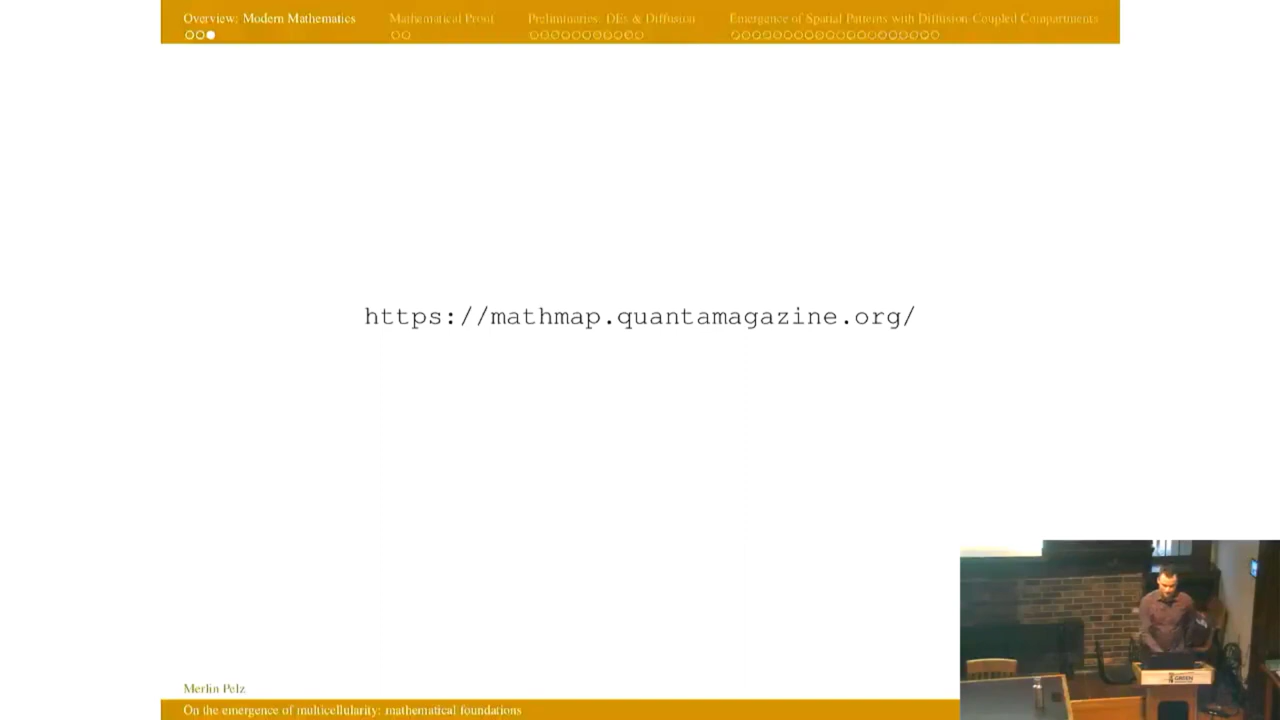 Overview: Modern Mathematics
Mathematical Proof
Preliminaries: DEs & Diffusion
Emergence of Spatial Patterns with Diffusion-Coupled Compartments
https://mathmap.quantamagazine.org/
Merlin Pelz
On the emergence of multicellularity: mathematical foundations
GREEN